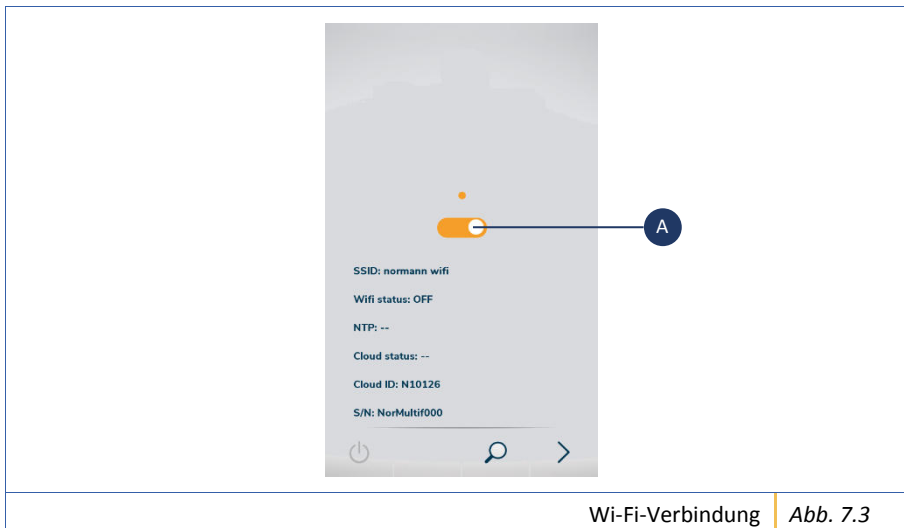 A
SSID: normann wifi
Wifi status: OFF
NTP: --
Cloud status: --
Cloud ID: N10126
S/N: NorMultif000
Wi-Fi-Verbindung Abb. 7.3